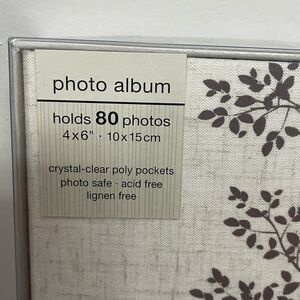 photo album
holds 80 photos
4x6" · 10x15cm
crystal-clear poly pockets
photo safe · acid free
lignen free